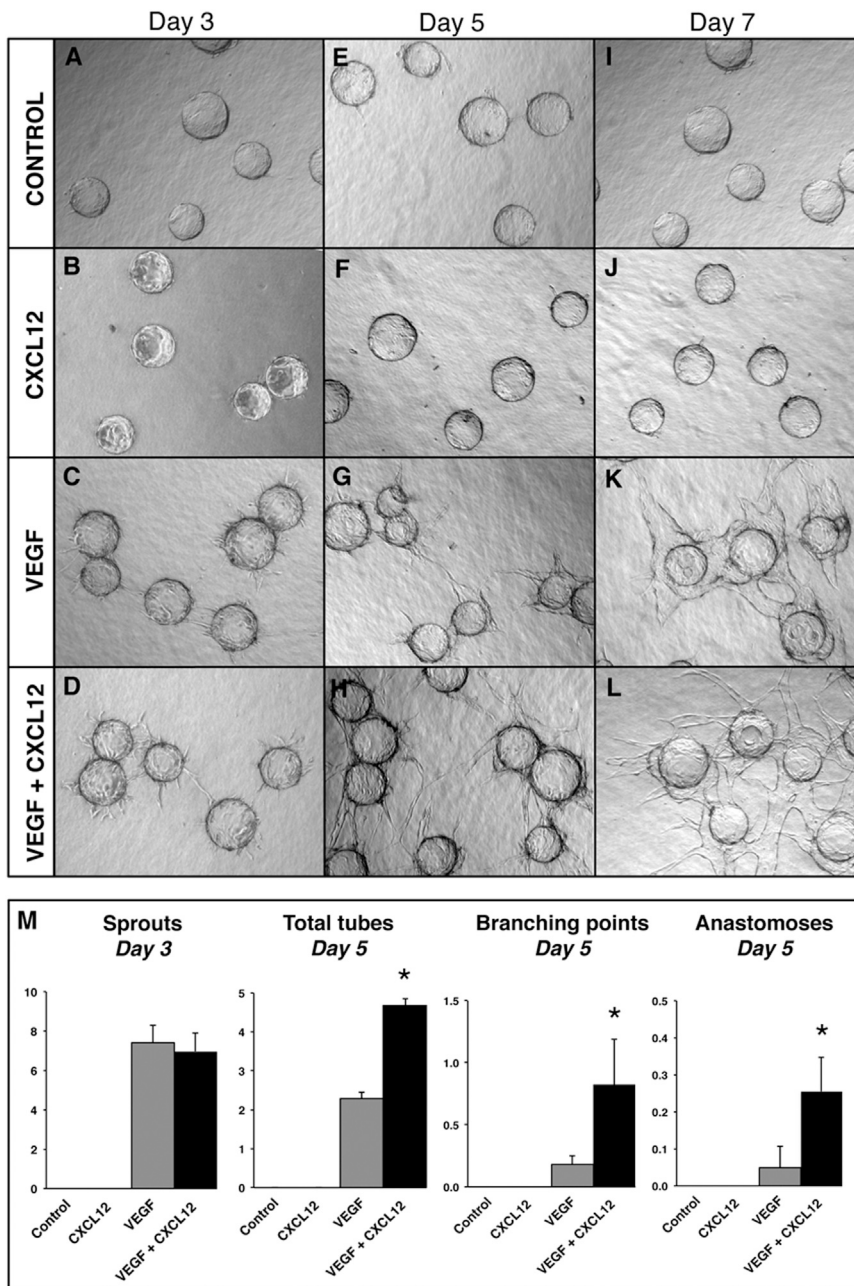 Day 3 Day 5 Day 7
CONTROL
A E I
CXCL12
B F J
VEGF
C G K
VEGF + CXCL12
D H L
M
Sprouts
Day 3
10
8
6
4
2
0
Control CXCL12 VEGF VEGF + CXCL12
Total tubes
Day 5
*
5
4
3
2
1
0
Control CXCL12 VEGF VEGF + CXCL12
Branching points
Day 5
*
1.5
1.0
0.5
0.0
Control CXCL12 VEGF VEGF + CXCL12
Anastomoses
Day 5
*
0.5
0.4
0.3
0.2
0.1
0.0
Control CXCL12 VEGF VEGF + CXCL12